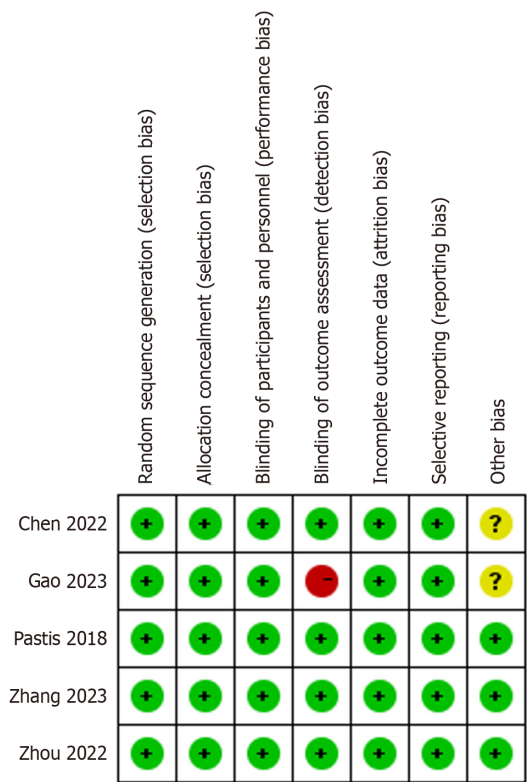 Random sequence generation (selection bias)
Allocation concealment (selection bias)
Blinding of participants and personnel (performance bias)
Blinding of outcome assessment (detection bias)
Incomplete outcome data (attrition bias)
Selective reporting (reporting bias)
Other bias
Chen 2022 + + + + + + ?
Gao 2023 + + + - + + ?
Pastis 2018 + + + + + + +
Zhang 2023 + + + + + + +
Zhou 2022 + + + + + + +